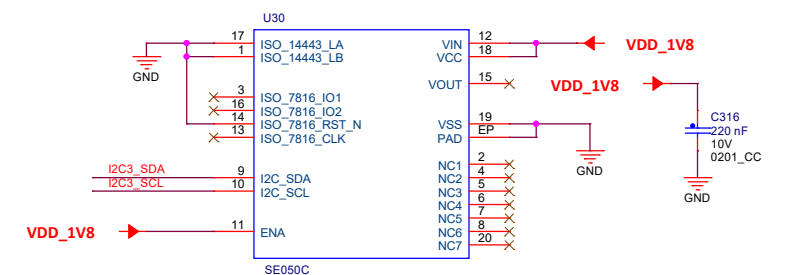 U30
17 ISO_14443_LA
1 ISO_14443_LB
GND
3 ISO_7816_IO1
16 ISO_7816_IO2
14 ISO_7816_RST_N
13 ISO_7816_CLK
I2C3_SDA 9 I2C_SDA
I2C3_SCL 10 I2C_SCL
VDD_1V8 11 ENA
VIN 12 VDD_1V8
VCC 18
VOUT 15
VSS 19
PAD EP
GND
NC1 2
NC2 4
NC3 5
NC4 6
NC5 7
NC6 8
NC7 20
SE050C
VDD_1V8
C316
220 nF
10V
0201_CC
GND